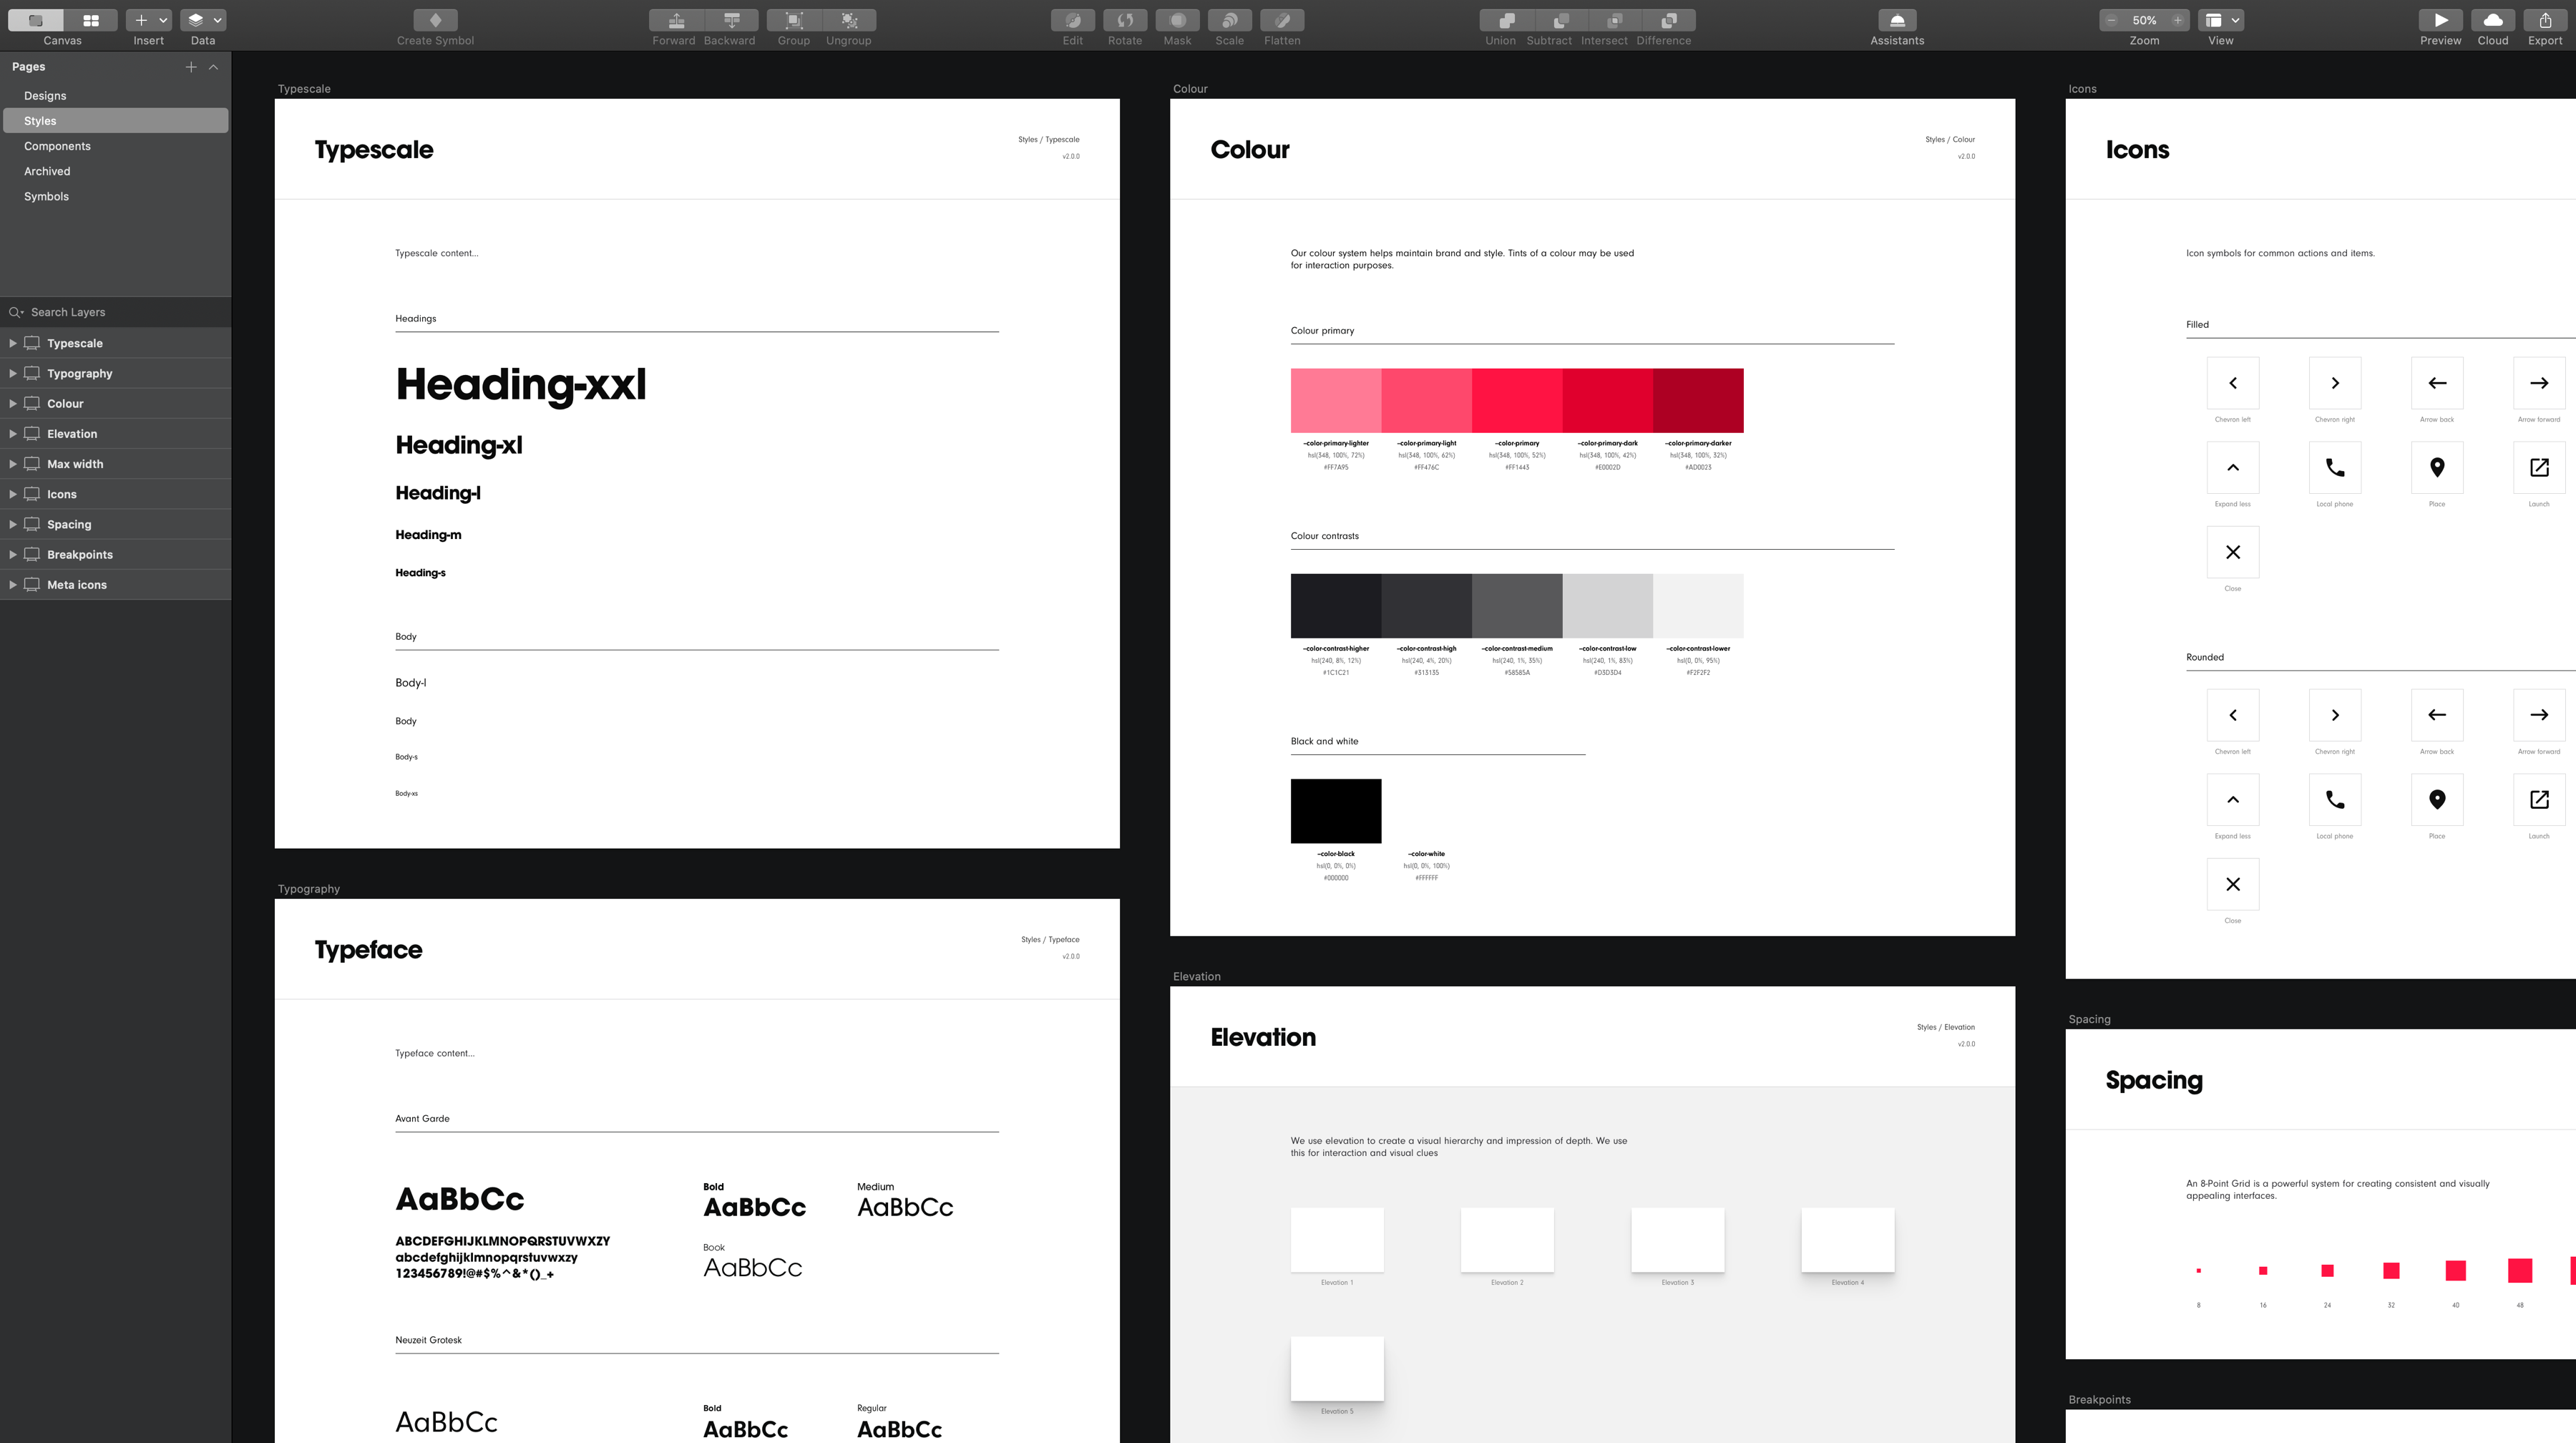 Canvas
Insert
Data
Create Symbol
Forward
Backward
Group
Ungroup
Edit
Rotate
Mask
Scale
Flatten
Union
Subtract
Intersect
Difference
Assistants
50%
Zoom
View
Preview
Cloud
Export
Pages
Designs
Styles
Components
Archived
Symbols
Search Layers
Typescale
Typography
Colour
Elevation
Max width
Icons
Spacing
Breakpoints
Meta icons
Typescale
Typescale
Styles / Typescale
v2.0.0
Typescale content...
Headings
Heading-xxl
Heading-xl
Heading-l
Heading-m
Heading-s
Body
Body-l
Body
Body-s
Body-xs
Typography
Typeface
Styles / Typeface
v2.0.0
Typeface content...
Avant Garde
AaBbCc
ABCDEFGHIJKLMNOPQRSTUVWXZY
abcdefghijklmnopqrstuvwxzy
123456789!@#$%^&*()_+
Bold
AaBbCc
Medium
AaBbCc
Book
AaBbCc
Neuzeit Grotesk
AaBbCc
Bold
AaBbCc
Regular
AaBbCc
Colour
Colour
Styles / Colour
v2.0.0
Our colour system helps maintain brand and style. Tints of a colour may be used
for interaction purposes.
Colour primary
--color-primary-lighter
hsl(348, 100%, 72%)
#FF7A95
--color-primary-light
hsl(348, 100%, 62%)
#FF476C
--color-primary
hsl(348, 100%, 52%)
#FF1443
--color-primary-dark
hsl(348, 100%, 42%)
#E0002D
--color-primary-darker
hsl(348, 100%, 32%)
#AD0023
Colour contrasts
--color-contrast-higher
hsl(240, 8%, 12%)
#1C1C21
--color-contrast-high
hsl(240, 4%, 20%)
#313135
--color-contrast-medium
hsl(240, 1%, 35%)
#58585A
--color-contrast-low
hsl(240, 1%, 83%)
#D3D3D4
--color-contrast-lower
hsl(0, 0%, 95%)
#F2F2F2
Black and white
--color-black
hsl(0, 0%, 0%)
#000000
--color-white
hsl(0, 0%, 100%)
#FFFFFF
Elevation
Elevation
Styles / Elevation
v2.0.0
We use elevation to create a visual hierarchy and impression of depth. We use
this for interaction and visual clues
Elevation 1
Elevation 2
Elevation 3
Elevation 4
Elevation 5
Icons
Icons
Icon symbols for common actions and items.
Filled
Chevron left
Chevron right
Arrow back
Arrow forward
Expand less
Local phone
Place
Launch
Close
Rounded
Chevron left
Chevron right
Arrow back
Arrow forward
Expand less
Local phone
Place
Launch
Close
Spacing
Spacing
An 8-Point Grid is a powerful system for creating consistent and visually
appealing interfaces.
8
16
24
32
40
48
Breakpoints